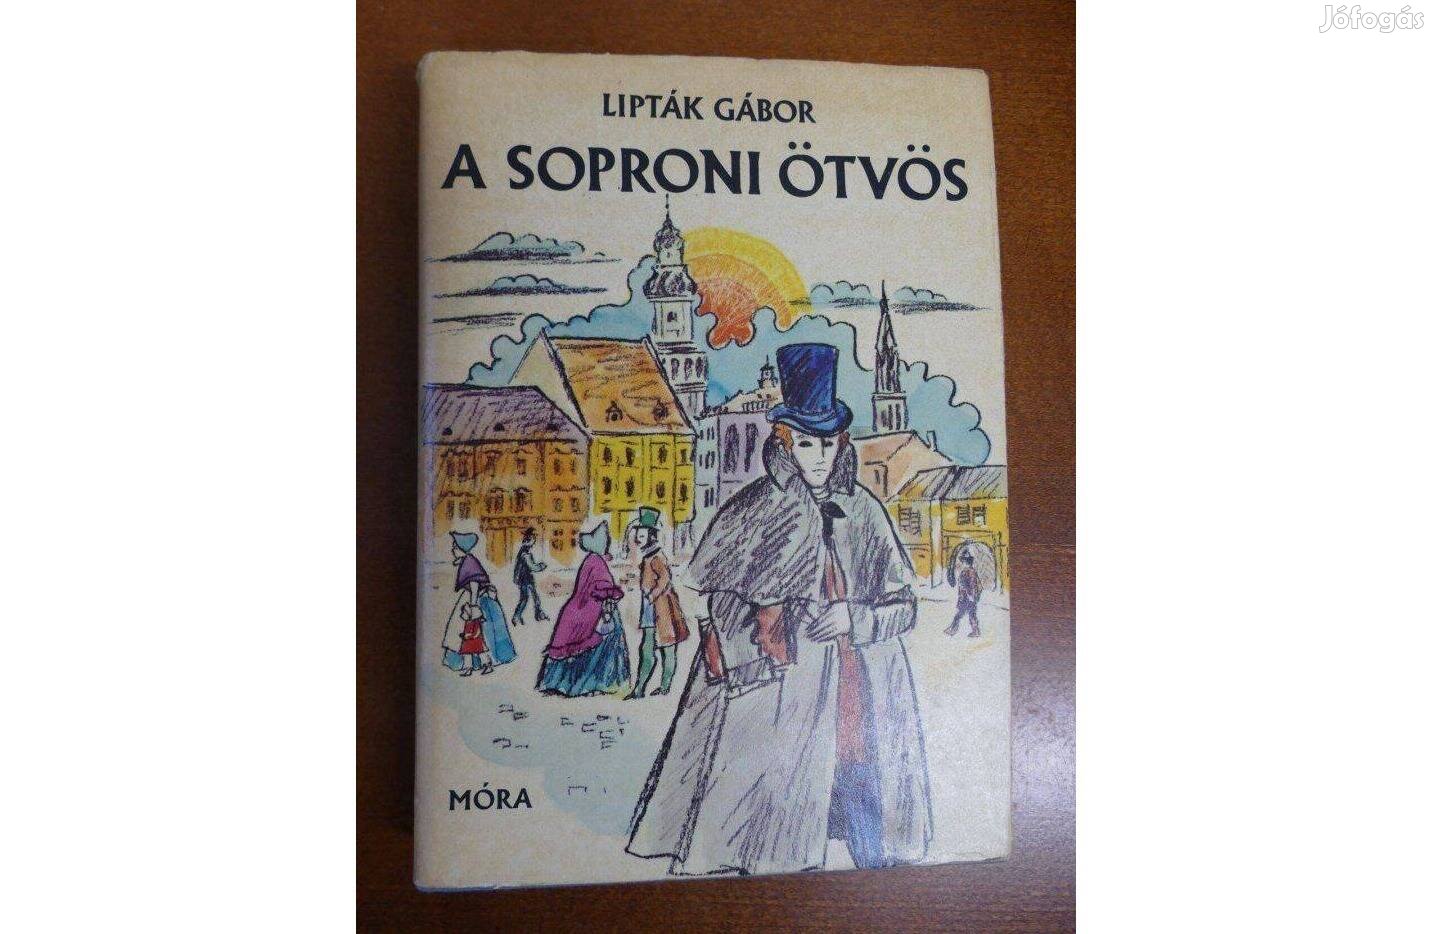 Jófogás
LIPTÁK GÁBOR
A SOPRONI ÖTVÖS
MÓRA